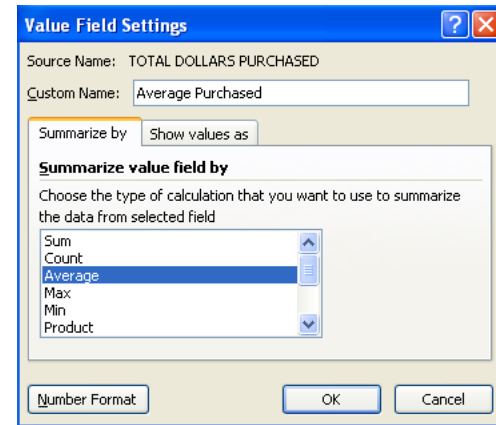 Value Field Settings
Source Name: TOTAL DOLLARS PURCHASED
Custom Name: Average Purchased
Summarize by Show values as
Summarize value field by
Choose the type of calculation that you want to use to summarize
the data from selected field
Sum
Count
Average
Max
Min
Product
Number Format OK Cancel